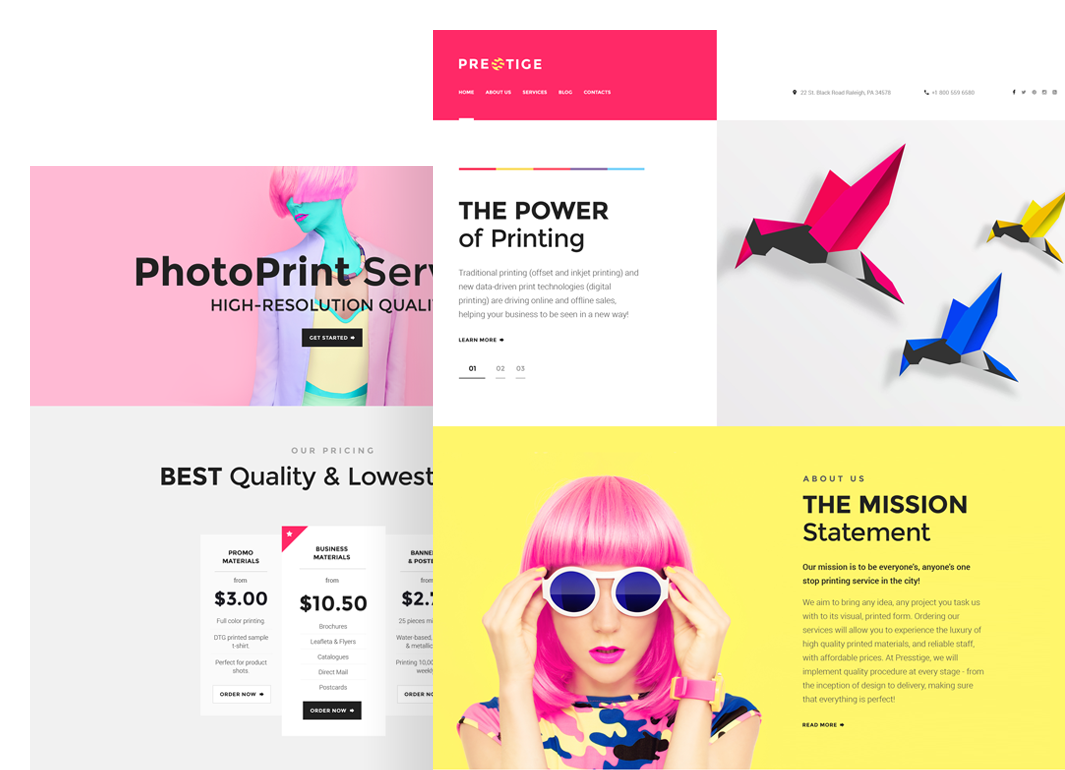 PRESTIGE
HOME ABOUT US SERVICES BLOG CONTACTS
22 St. Black Road Raleigh, PA 34578
+1 800 559 6580
THE POWER
of Printing
Traditional printing (offset and inkjet printing) and
new data-driven print technologies (digital
printing) are driving online and offline sales,
helping your business to be seen in a new way!
LEARN MORE
01 02 03
PhotoPrint Serv
HIGH-RESOLUTION QUALI
GET STARTED
OUR PRICING
BEST Quality & Lowest
PROMO
MATERIALS
from
$3.00
Full color printing
DTG printed sample
t-shirt
Perfect for product
shots
ORDER NOW
BUSINESS
MATERIALS
from
$10.50
Brochures
Leafleta & Flyers
Catalogues
Direct Mail
Postcards
ORDER NOW
BANNE
& POSTE
from
$2.
25 pieces mi
Water-based,
& metallic
Printing 10,00
weekly
ORDER NO
ABOUT US
THE MISSION
Statement
Our mission is to be everyone's, anyone's one
stop printing service in the city!
We aim to bring any idea, any project you task us
with to its visual, printed form. Ordering our
services will allow you to experience the luxury of
high quality printed materials, and reliable staff,
with affordable prices. At Presstige, we will
implement quality procedure at every stage - from
the inception of design to delivery, making sure
that everything is perfect!
READ MORE